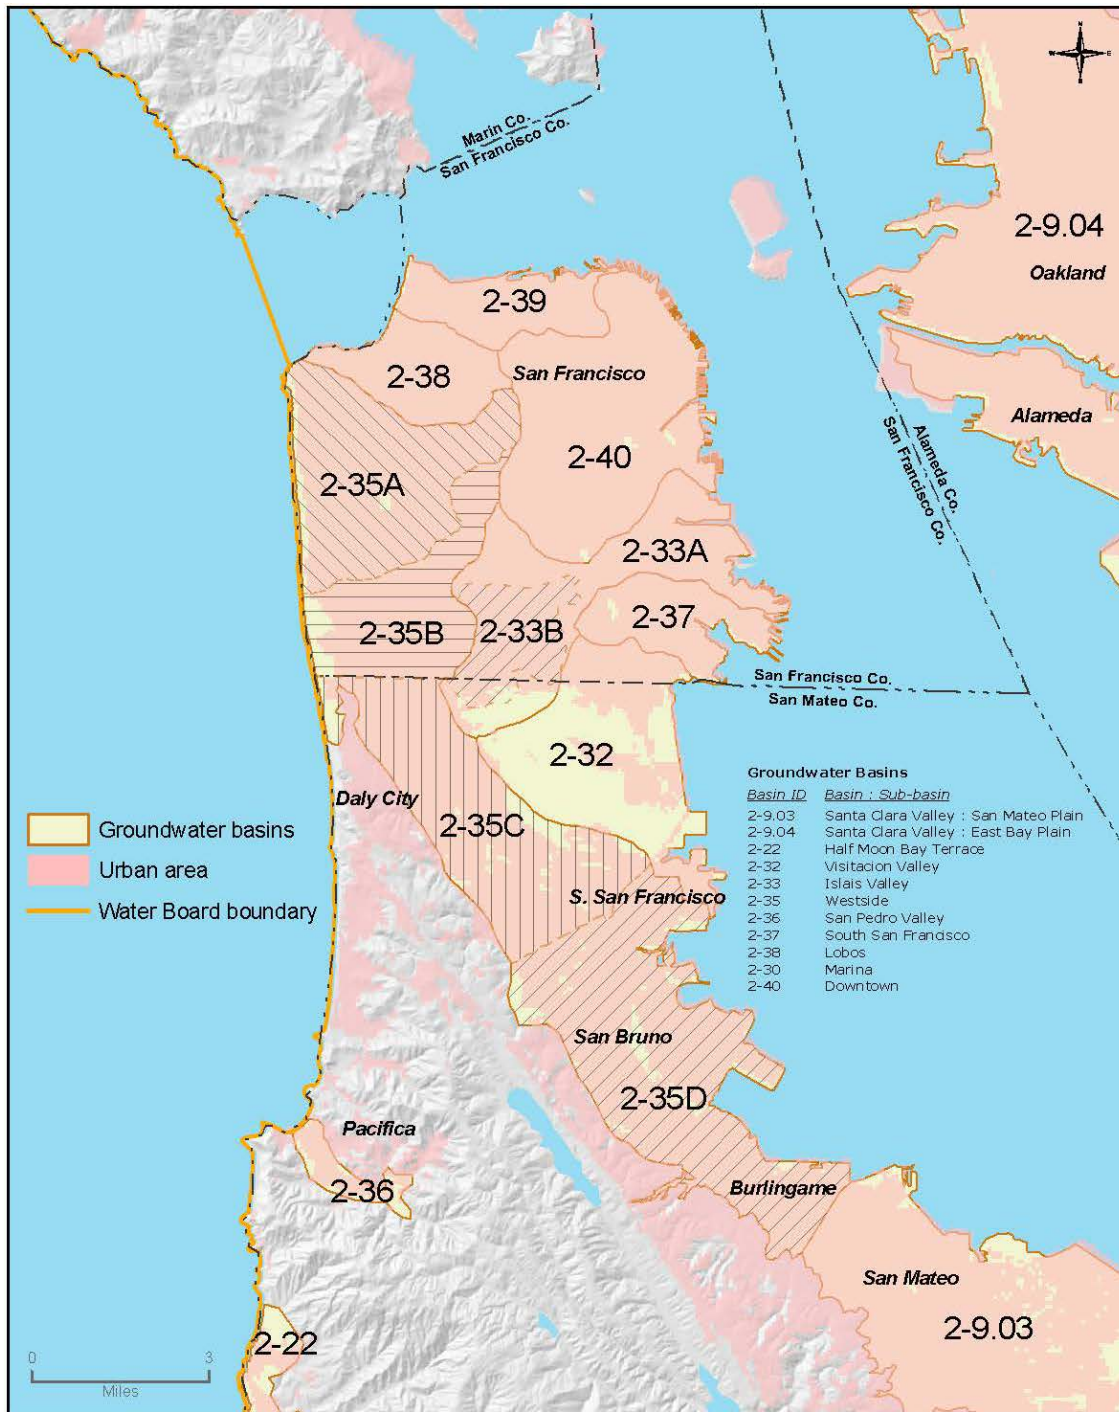 N
W E
S
Marin Co.
San Francisco Co.
2-9.04
Oakland
2-39
2-38
San Francisco
Alameda
2-40
2-35A
Alameda Co.
San Francisco Co.
2-33A
2-37
2-35B
2-33B
San Francisco Co.
San Mateo Co.
2-32
Daly City
2-35C
Groundwater basins
Urban area
Water Board boundary
Groundwater Basins
Basin ID Basin : Sub-basin
2-9.03 Santa Clara Valley : San Mateo Plain
2-9.04 Santa Clara Valley : East Bay Plain
2-22 Half Moon Bay Terrace
2-32 Visitacion Valley
2-33 Islais Valley
2-35 Westside
2-36 San Pedro Valley
2-37 South San Francisco
2-38 Lobos
2-30 Marina
2-40 Downtown
S. San Francisco
San Bruno
2-35D
Pacifica
2-36
Burlingame
San Mateo
2-9.03
2-22
0 3
Miles